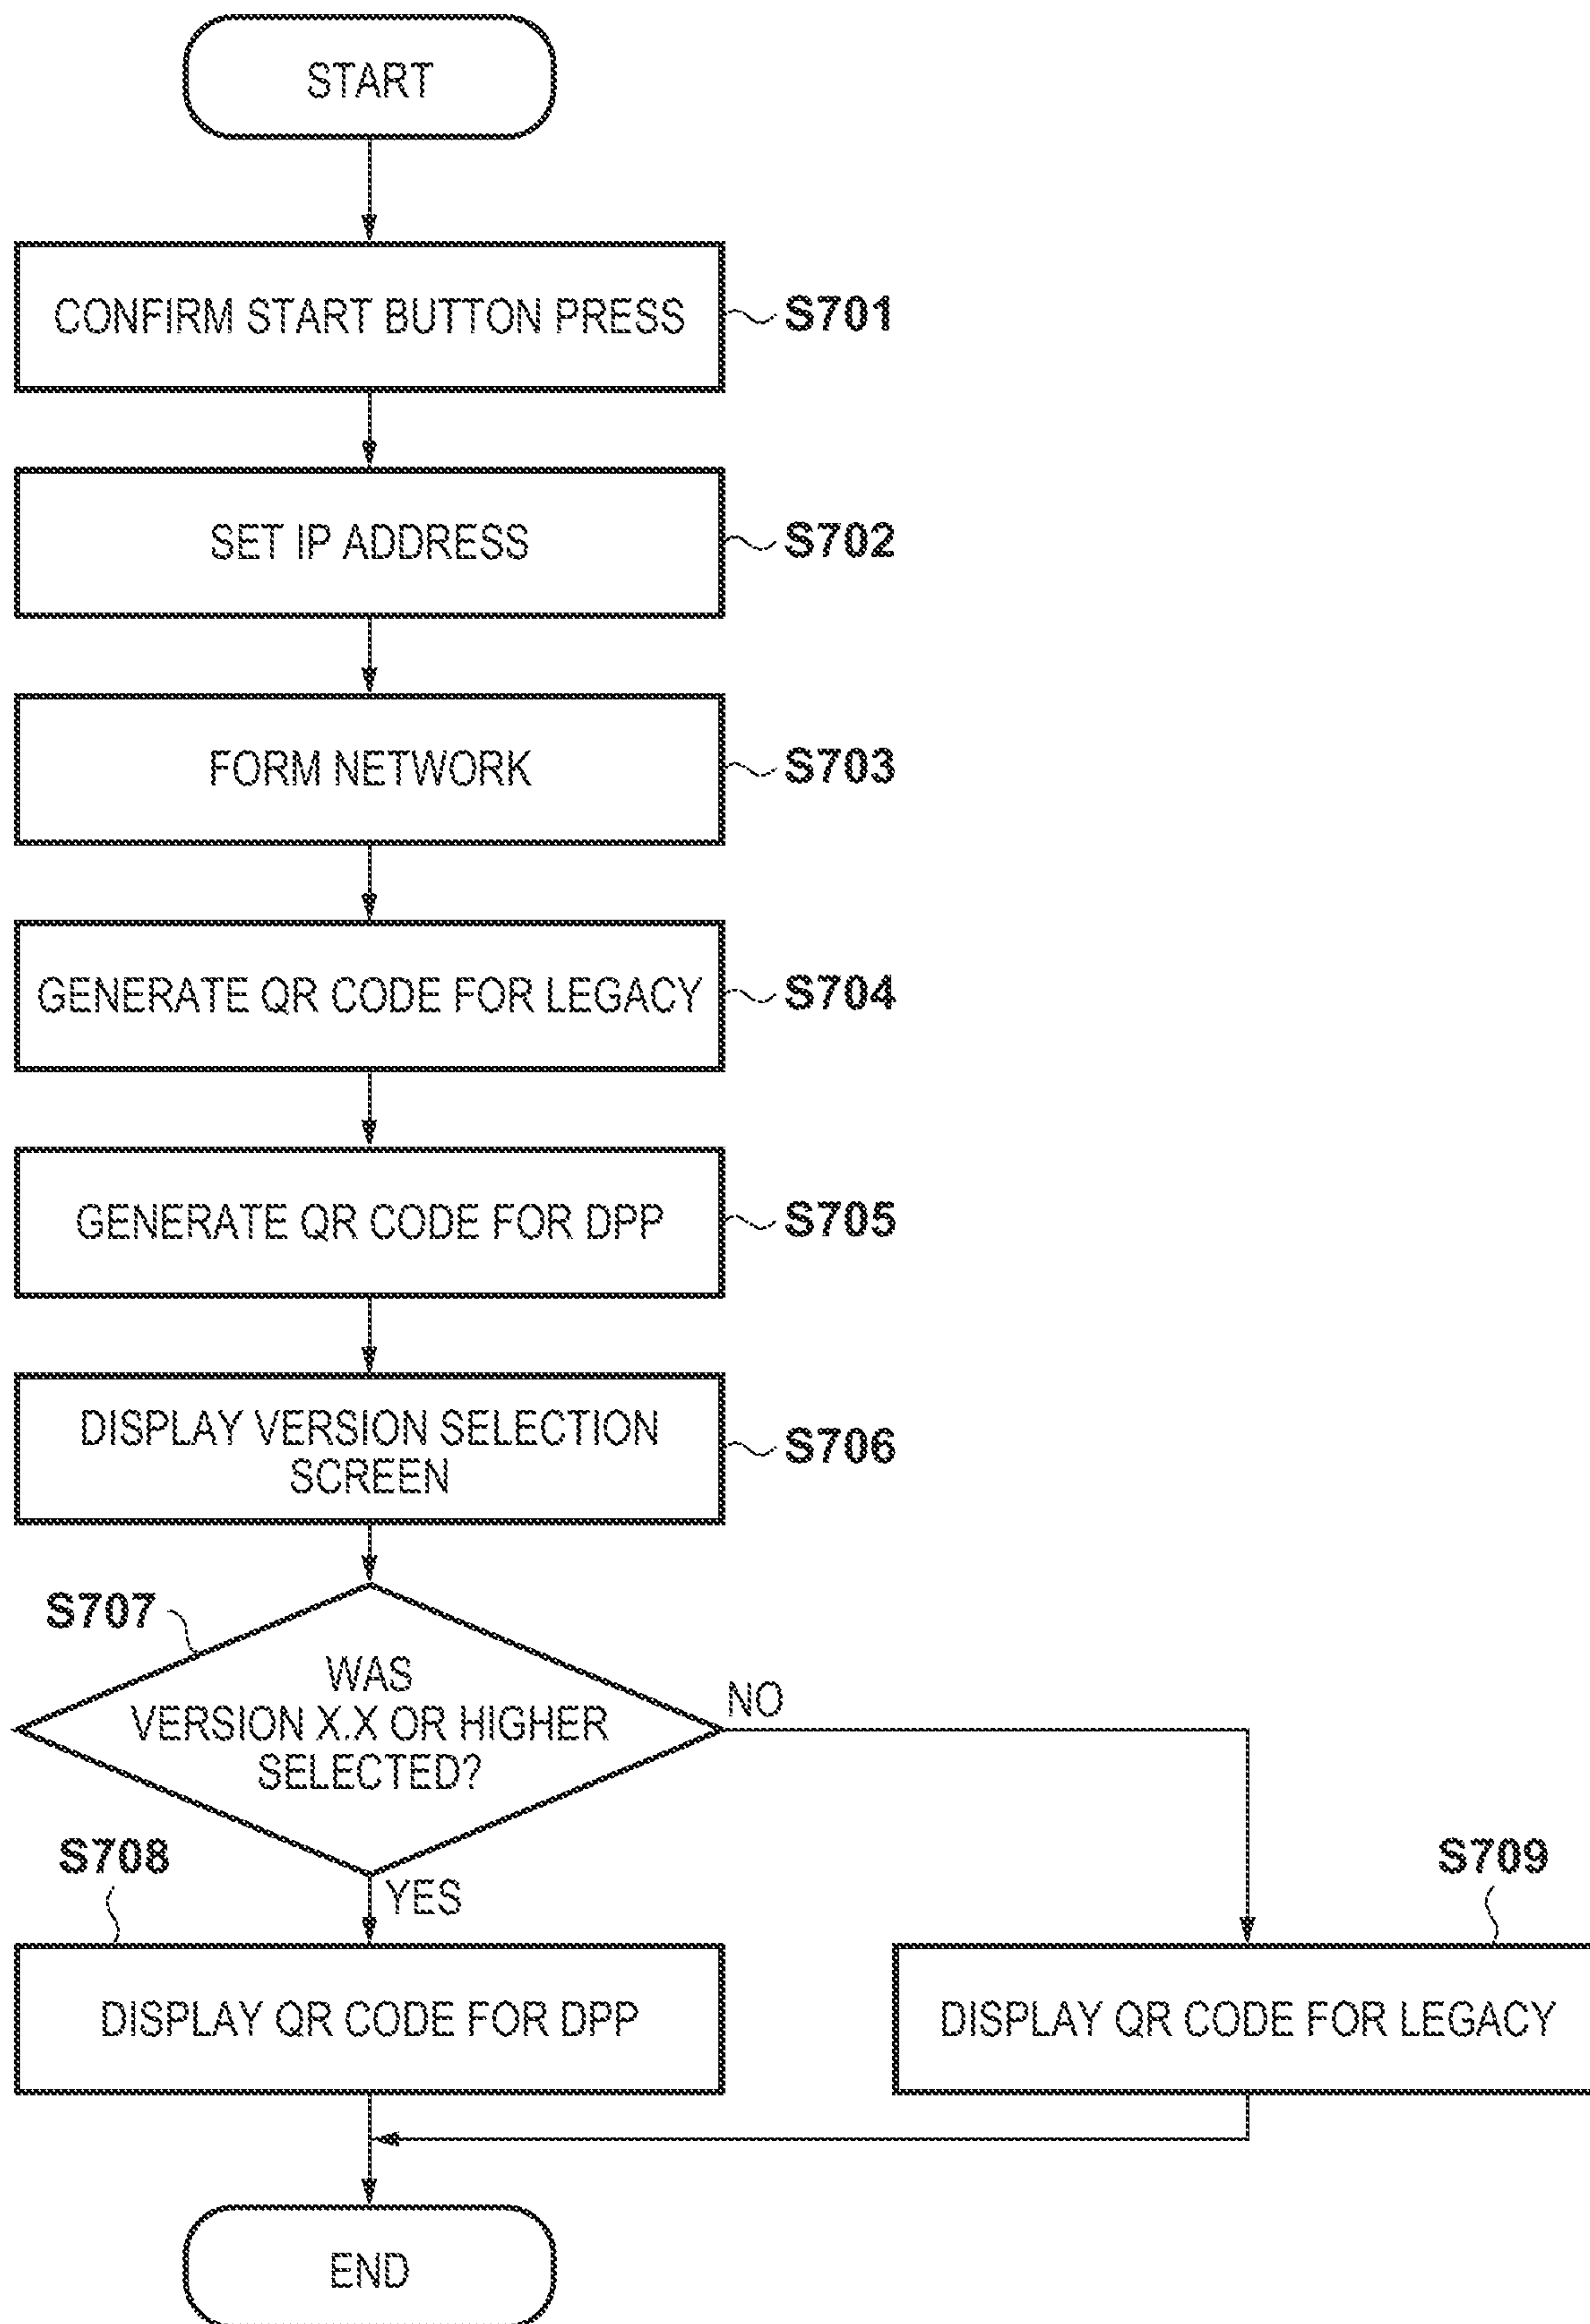 START
CONFIRM START BUTTON PRESS
S701
SET IP ADDRESS
S702
FORM NETWORK
S703
GENERATE QR CODE FOR LEGACY
S704
GENERATE QR CODE FOR DPP
S705
DISPLAY VERSION SELECTION
SCREEN
S706
S707
WAS
VERSION X.X OR HIGHER
SELECTED?
NO
YES
S708
DISPLAY QR CODE FOR DPP
S709
DISPLAY QR CODE FOR LEGACY
END